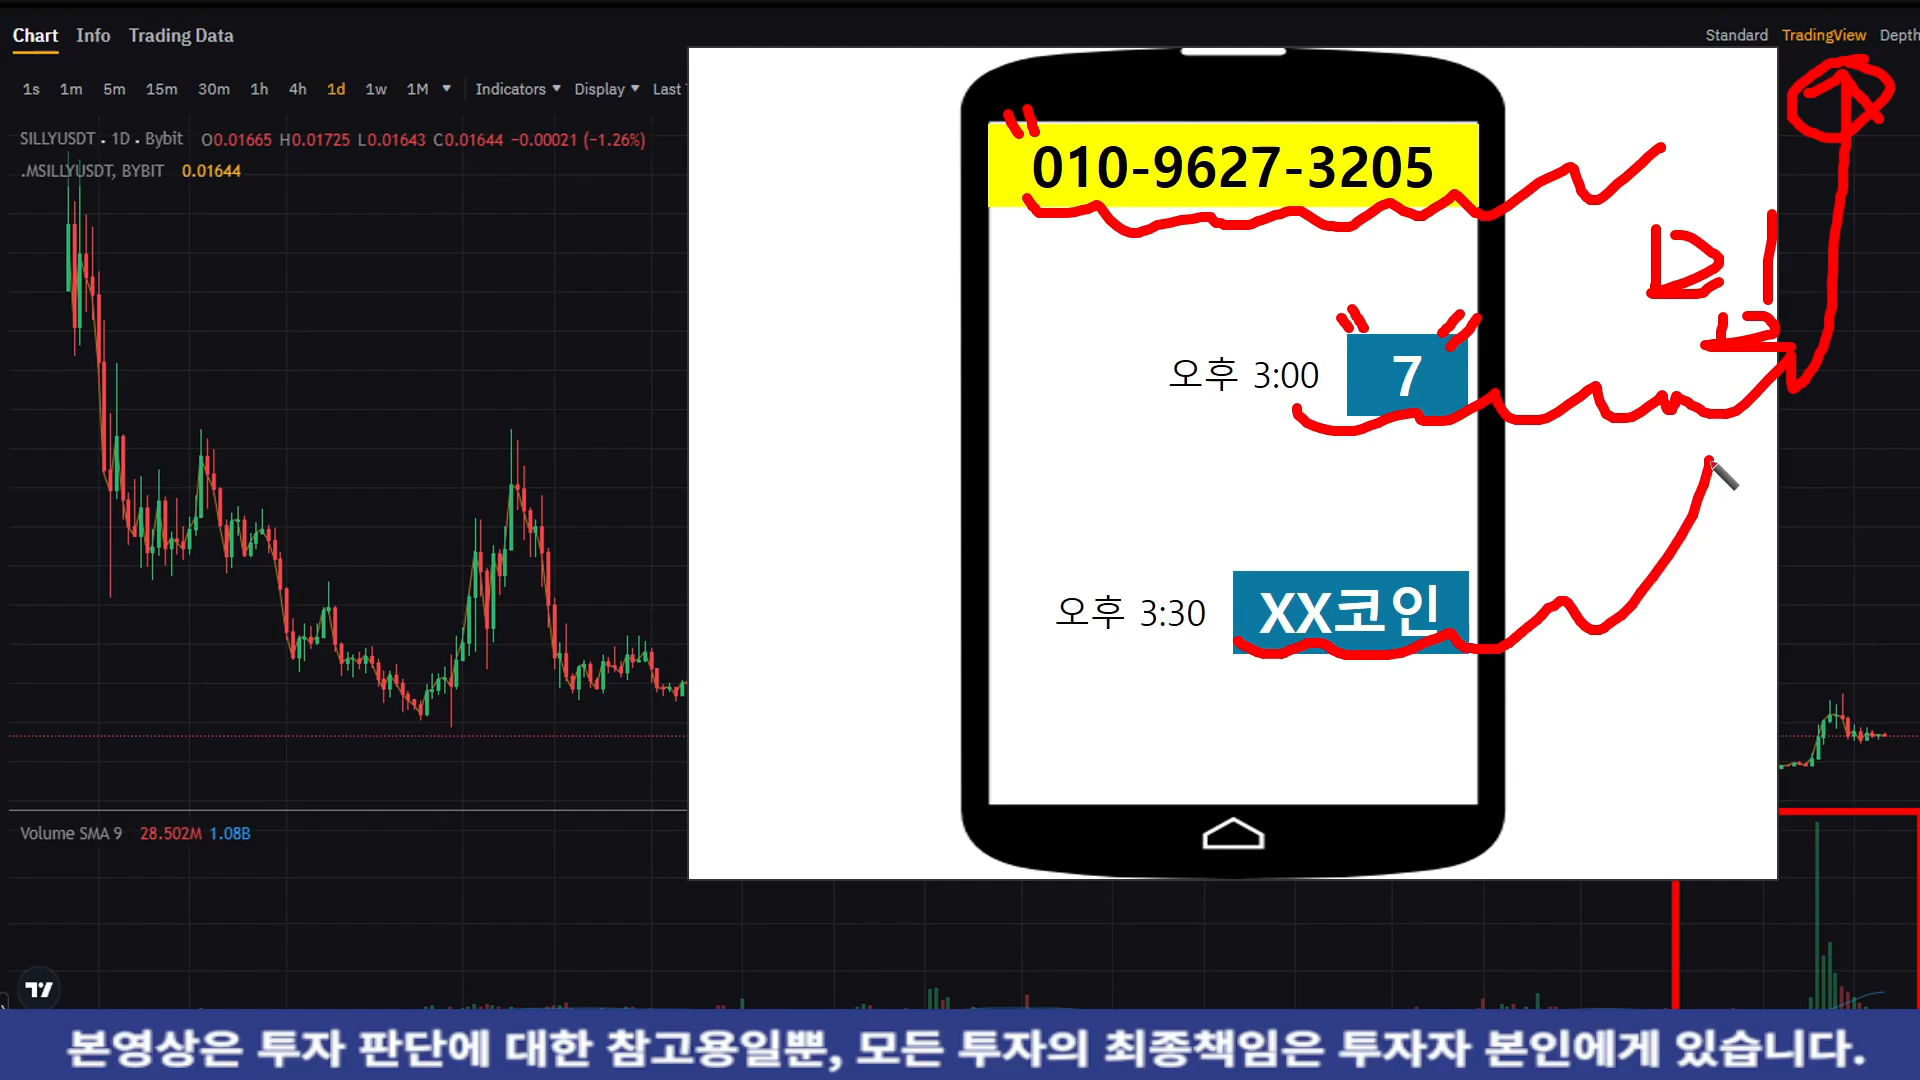 Chart Info Trading Data
Standard TradingView Depth
1s 1m 5m 15m 30m 1h 4h 1d 1w 1M Indicators Display Last
SILLYUSDT · 1D · Bybit O0.01665 H0.01725 L0.01643 C0.01644 −0.00021 (−1.26%)
.MSILLYUSDT, BYBIT 0.01644
010-9627-3205
오후 3:00 7
오후 3:30 XX코인
Volume SMA 9 28.502M 1.08B
본영상은 투자 판단에 대한 참고용일뿐, 모든 투자의 최종책임은 투자자 본인에게 있습니다.